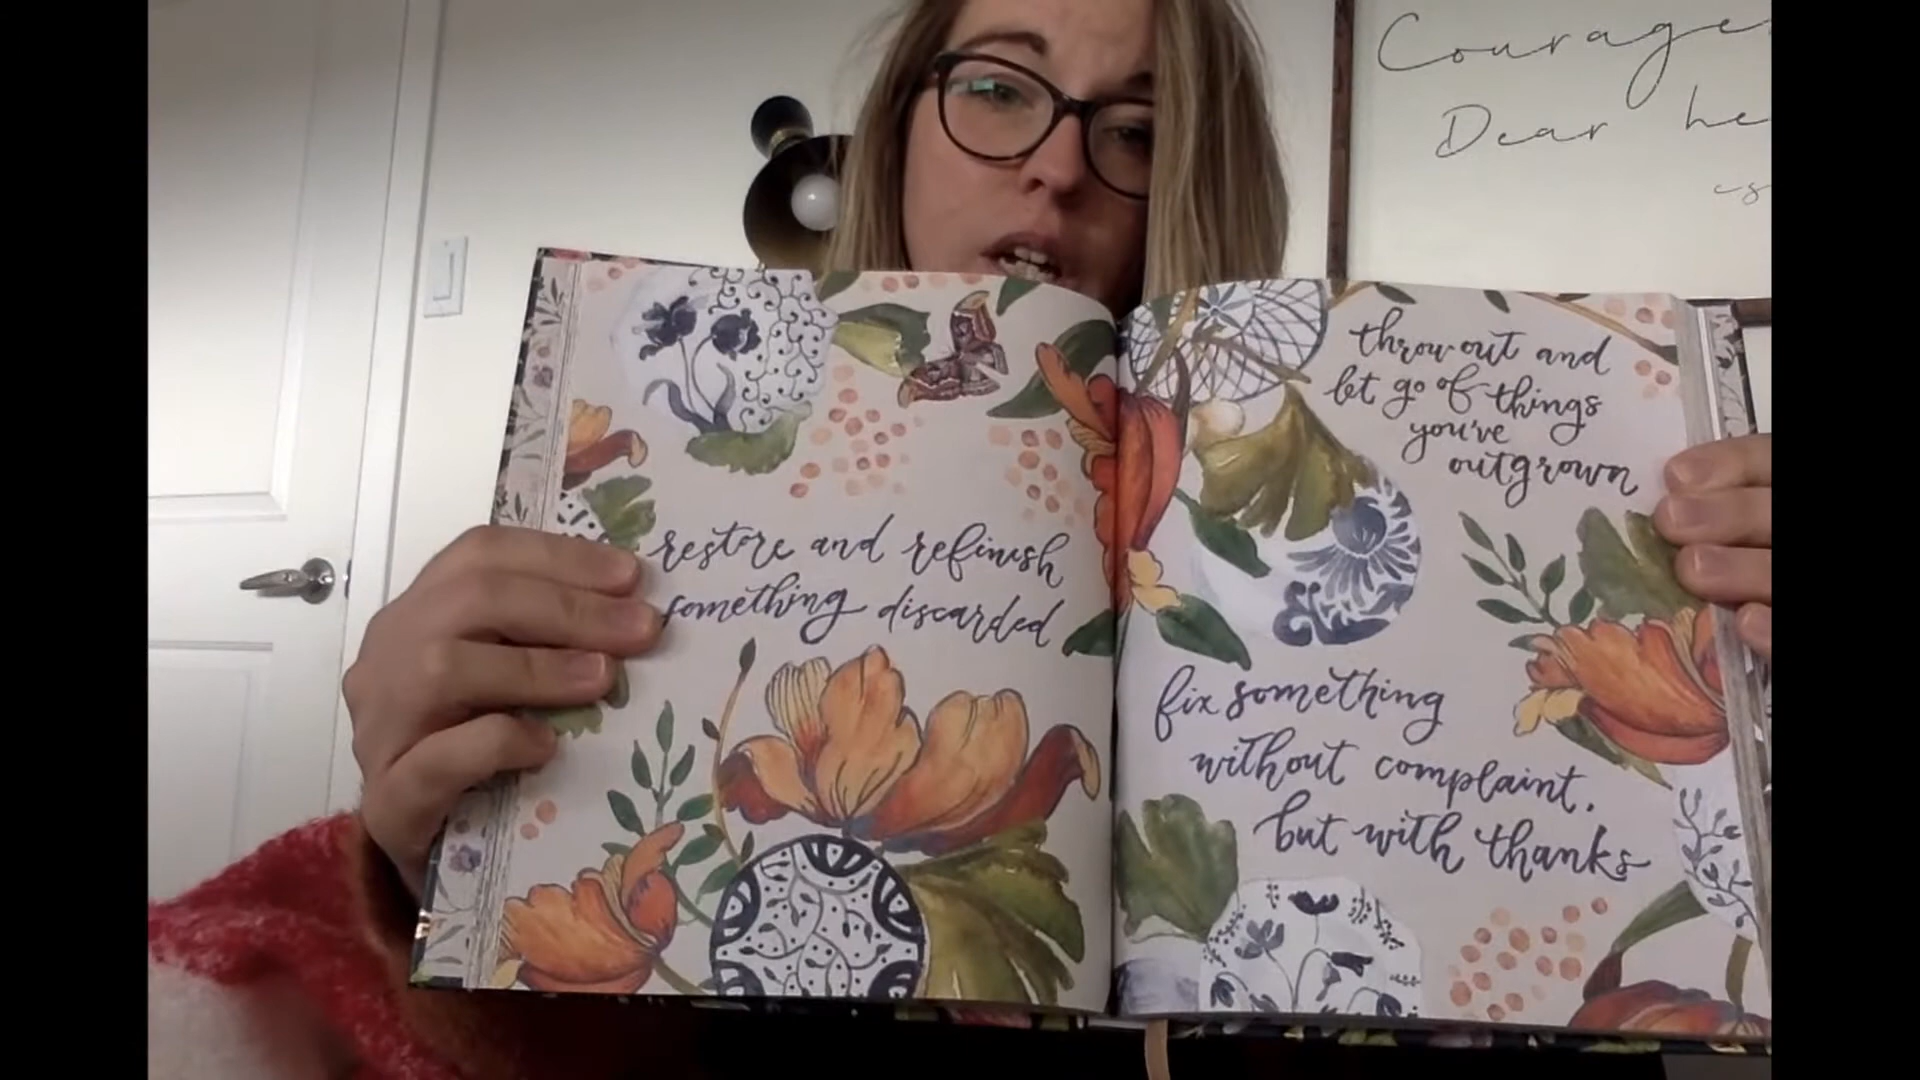 Courage,
Dear he
restore and refinish
something discarded
throw out and
let go of things
you've
outgrown
fix something
without complaint,
but with thanks